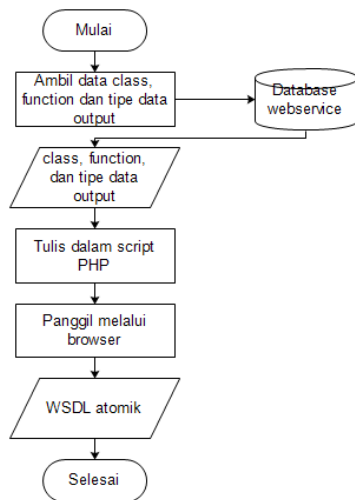 Mulai
Ambil data class,
function dan tipe data
output
Database
webservice
class, function,
dan tipe data
output
Tulis dalam script
PHP
Panggil melalui
browser
WSDL atomik
Selesai